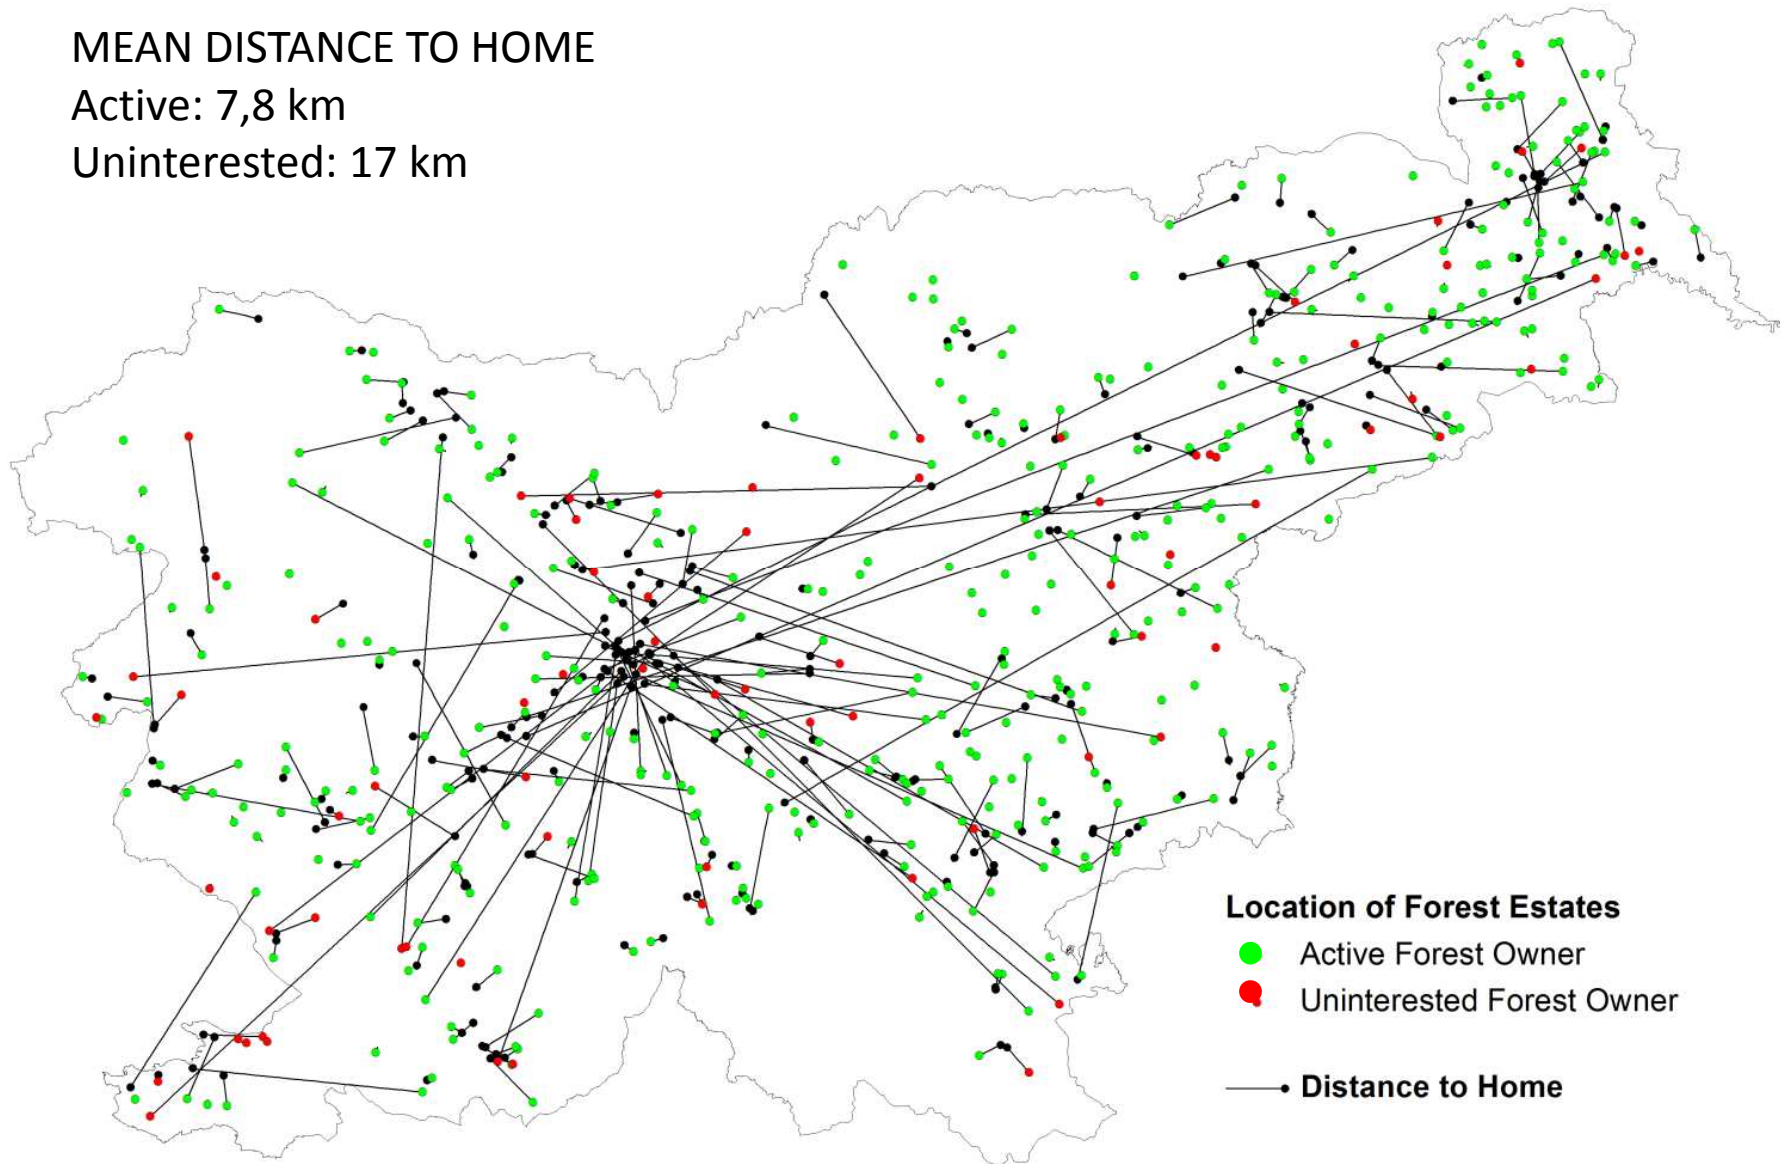 MEAN DISTANCE TO HOME
Active: 7,8 km
Uninterested: 17 km
Location of Forest Estates
Active Forest Owner
Uninterested Forest Owner
Distance to Home